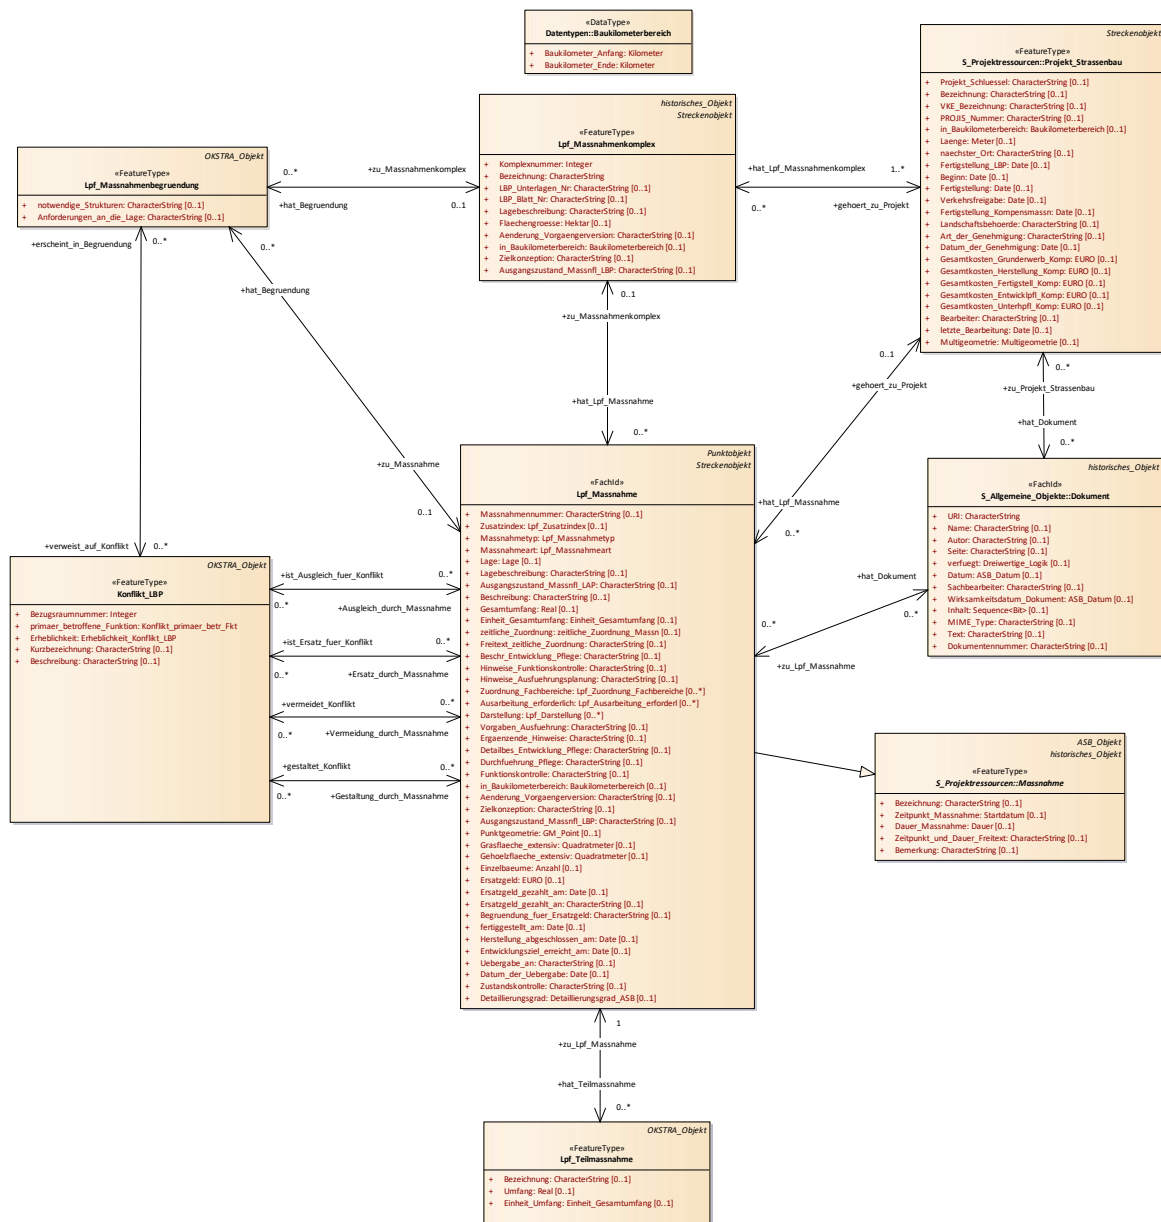 «DataType»
Datentypen::Baukilometerbereich
+ Baukilometer_Anfang: Kilometer
+ Baukilometer_Ende: Kilometer
Streckenobjekt
«FeatureType»
S_Projektressourcen::Projekt_Strassenbau
+ Projekt_Schluessel: CharacterString [0..1]
+ Bezeichnung: CharacterString [0..1]
+ VKE_Bezeichnung: CharacterString [0..1]
+ PROJIS_Nummer: CharacterString [0..1]
+ in_Baukilometerbereich: Baukilometerbereich [0..1]
+ Laenge: Meter [0..1]
+ naechster_Ort: CharacterString [0..1]
+ Fertigstellung_LBP: Date [0..1]
+ Beginn: Date [0..1]
+ Fertigstellung: Date [0..1]
+ Verkehrsfreigabe: Date [0..1]
+ Fertigstellung_Kompensmassn: Date [0..1]
+ Landschaftsbehoerde: CharacterString [0..1]
+ Art_der_Genehmigung: CharacterString [0..1]
+ Datum_der_Genehmigung: Date [0..1]
+ Gesamtkosten_Grunderwerb_Komp: EURO [0..1]
+ Gesamtkosten_Herstellung_Komp: EURO [0..1]
+ Gesamtkosten_Fertigstell_Komp: EURO [0..1]
+ Gesamtkosten_Entwicklpfl_Komp: EURO [0..1]
+ Gesamtkosten_Unterhpfl_Komp: EURO [0..1]
+ Bearbeiter: CharacterString [0..1]
+ letzte_Bearbeitung: Date [0..1]
+ Multigeometrie: Multigeometrie [0..1]
historisches_Objekt
Streckenobjekt
«FeatureType»
Lpf_Massnahmenkomplex
+ Komplexnummer: Integer
+ Bezeichnung: CharacterString
+ LBP_Unterlagen_Nr: CharacterString [0..1]
+ LBP_Blatt_Nr: CharacterString [0..1]
+ Lagebeschreibung: CharacterString [0..1]
+ Flaechengroesse: Hektar [0..1]
+ Aenderung_Vorgaengerversion: CharacterString [0..1]
+ in_Baukilometerbereich: Baukilometerbereich [0..1]
+ Zielkonzeption: CharacterString [0..1]
+ Ausgangszustand_Massnfl_LBP: CharacterString [0..1]
OKSTRA_Objekt
«FeatureType»
Lpf_Massnahmenbegruendung
+ notwendige_Strukturen: CharacterString [0..1]
+ Anforderungen_an_die_Lage: CharacterString [0..1]
0..*
+zu_Massnahmenkomplex
+hat_Begruendung
0..1
+hat_Lpf_Massnahmenkomplex
1..*
0..*
+gehoert_zu_Projekt
+erscheint_in_Begruendung
0..*
0..*
+hat_Begruendung
0..1
+zu_Massnahmenkomplex
+hat_Lpf_Massnahme
0..*
0..1
+gehoert_zu_Projekt
+hat_Lpf_Massnahme
0..*
0..*
+zu_Projekt_Strassenbau
+hat_Dokument
0..*
+zu_Massnahme
0..1
+verweist_auf_Konflikt
0..*
historisches_Objekt
«FachId»
S_Allgemeine_Objekte::Dokument
+ URI: CharacterString
+ Name: CharacterString [0..1]
+ Autor: CharacterString [0..1]
+ Seite: CharacterString [0..1]
+ verfuegt: Dreiwertige_Logik [0..1]
+ Datum: ASB_Datum [0..1]
+ Sachbearbeiter: CharacterString [0..1]
+ Wirksamkeitsdatum_Dokument: ASB_Datum [0..1]
+ Inhalt: Sequence<Bit> [0..1]
+ MIME_Type: CharacterString [0..1]
+ Text: CharacterString [0..1]
+ Dokumentennummer: CharacterString [0..1]
+hat_Dokument
0..*
0..*
+zu_Lpf_Massnahme
Punktobjekt
Streckenobjekt
«FachId»
Lpf_Massnahme
+ Massnahmennummer: CharacterString [0..1]
+ Zusatzindex: Lpf_Zusatzindex [0..1]
+ Massnahmetyp: Lpf_Massnahmetyp
+ Massnahmeart: Lpf_Massnahmeart
+ Lage: Lage [0..1]
+ Lagebeschreibung: CharacterString [0..1]
+ Ausgangszustand_Massnfl_LAP: CharacterString [0..1]
+ Beschreibung: CharacterString [0..1]
+ Gesamtumfang: Real [0..1]
+ Einheit_Gesamtumfang: Einheit_Gesamtumfang [0..1]
+ zeitliche_Zuordnung: zeitliche_Zuordnung_Massn [0..1]
+ Freitext_zeitliche_Zuordnung: CharacterString [0..1]
+ Beschr_Entwicklung_Pflege: CharacterString [0..1]
+ Hinweise_Funktionskontrolle: CharacterString [0..1]
+ Hinweise_Ausfuehrungsplanung: CharacterString [0..1]
+ Zuordnung_Fachbereiche: Lpf_Zuordnung_Fachbereiche [0..*]
+ Ausarbeitung_erforderlich: Lpf_Ausarbeitung_erforderl [0..*]
+ Darstellung: Lpf_Darstellung [0..*]
+ Vorgaben_Ausfuehrung: CharacterString [0..1]
+ Ergaenzende_Hinweise: CharacterString [0..1]
+ Detailbes_Entwicklung_Pflege: CharacterString [0..1]
+ Durchfuehrung_Pflege: CharacterString [0..1]
+ Funktionskontrolle: CharacterString [0..1]
+ in_Baukilometerbereich: Baukilometerbereich [0..1]
+ Aenderung_Vorgaengerversion: CharacterString [0..1]
+ Zielkonzeption: CharacterString [0..1]
+ Ausgangszustand_Massnfl_LBP: CharacterString [0..1]
+ Punktgeometrie: GM_Point [0..1]
+ Grasflaeche_extensiv: Quadratmeter [0..1]
+ Gehoelzflaeche_extensiv: Quadratmeter [0..1]
+ Einzelbaeume: Anzahl [0..1]
+ Ersatzgeld: EURO [0..1]
+ Ersatzgeld_gezahlt_am: Date [0..1]
+ Ersatzgeld_gezahlt_an: CharacterString [0..1]
+ Begruendung_fuer_Ersatzgeld: CharacterString [0..1]
+ fertiggestellt_am: Date [0..1]
+ Herstellung_abgeschlossen_am: Date [0..1]
+ Entwicklungsziel_erreicht_am: Date [0..1]
+ Uebergabe_an: CharacterString [0..1]
+ Datum_der_Uebergabe: Date [0..1]
+ Zustandskontrolle: CharacterString [0..1]
+ Detaillierungsgrad: Detaillierungsgrad_ASB [0..1]
OKSTRA_Objekt
«FeatureType»
Konflikt_LBP
+ Bezugsraumnummer: Integer
+ primaer_betroffene_Funktion: Konflikt_primaer_betr_Fkt
+ Erheblichkeit: Erheblichkeit_Konflikt_LBP
+ Kurzbezeichnung: CharacterString [0..1]
+ Beschreibung: CharacterString [0..1]
+ist_Ausgleich_fuer_Konflikt
0..*
0..*
+Ausgleich_durch_Massnahme
+ist_Ersatz_fuer_Konflikt
0..*
0..*
+Ersatz_durch_Massnahme
+vermeidet_Konflikt
0..*
0..*
+Vermeidung_durch_Massnahme
+gestaltet_Konflikt
0..*
0..*
+Gestaltung_durch_Massnahme
ASB_Objekt
historisches_Objekt
«FeatureType»
S_Projektressourcen::Massnahme
+ Bezeichnung: CharacterString [0..1]
+ Zeitpunkt_Massnahme: Startdatum [0..1]
+ Dauer_Massnahme: Dauer [0..1]
+ Zeitpunkt_und_Dauer_Freitext: CharacterString [0..1]
+ Bemerkung: CharacterString [0..1]
1
+zu_Lpf_Massnahme
+hat_Teilmassnahme
0..*
OKSTRA_Objekt
«FeatureType»
Lpf_Teilmassnahme
+ Bezeichnung: CharacterString [0..1]
+ Umfang: Real [0..1]
+ Einheit_Umfang: Einheit_Gesamtumfang [0..1]